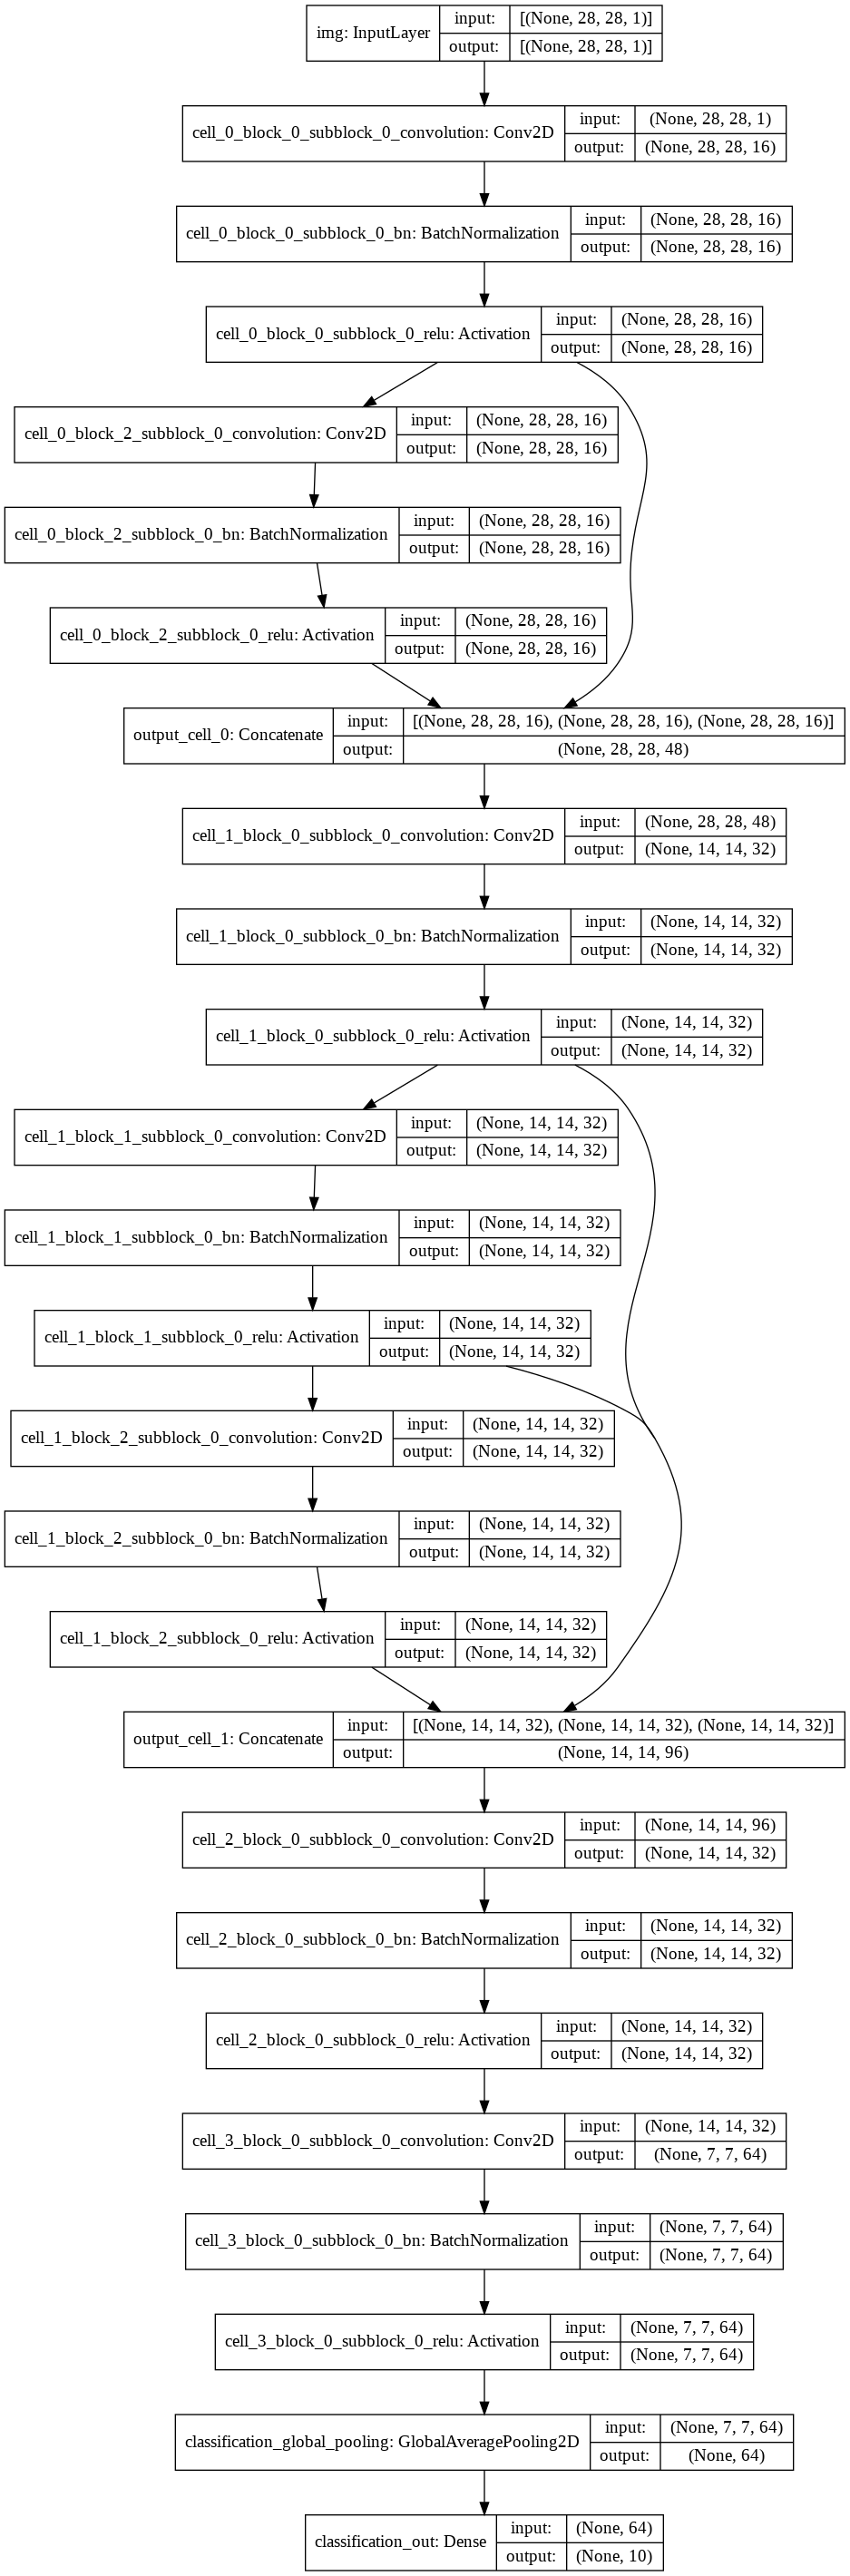 img: InputLayer
input: [(None, 28, 28, 1)]
output: [(None, 28, 28, 1)]
cell_0_block_0_subblock_0_convolution: Conv2D
input: (None, 28, 28, 1)
output: (None, 28, 28, 16)
cell_0_block_0_subblock_0_bn: BatchNormalization
input: (None, 28, 28, 16)
output: (None, 28, 28, 16)
cell_0_block_0_subblock_0_relu: Activation
input: (None, 28, 28, 16)
output: (None, 28, 28, 16)
cell_0_block_2_subblock_0_convolution: Conv2D
input: (None, 28, 28, 16)
output: (None, 28, 28, 16)
cell_0_block_2_subblock_0_bn: BatchNormalization
input: (None, 28, 28, 16)
output: (None, 28, 28, 16)
cell_0_block_2_subblock_0_relu: Activation
input: (None, 28, 28, 16)
output: (None, 28, 28, 16)
output_cell_0: Concatenate
input: [(None, 28, 28, 16), (None, 28, 28, 16), (None, 28, 28, 16)]
output: (None, 28, 28, 48)
cell_1_block_0_subblock_0_convolution: Conv2D
input: (None, 28, 28, 48)
output: (None, 14, 14, 32)
cell_1_block_0_subblock_0_bn: BatchNormalization
input: (None, 14, 14, 32)
output: (None, 14, 14, 32)
cell_1_block_0_subblock_0_relu: Activation
input: (None, 14, 14, 32)
output: (None, 14, 14, 32)
cell_1_block_1_subblock_0_convolution: Conv2D
input: (None, 14, 14, 32)
output: (None, 14, 14, 32)
cell_1_block_1_subblock_0_bn: BatchNormalization
input: (None, 14, 14, 32)
output: (None, 14, 14, 32)
cell_1_block_1_subblock_0_relu: Activation
input: (None, 14, 14, 32)
output: (None, 14, 14, 32)
cell_1_block_2_subblock_0_convolution: Conv2D
input: (None, 14, 14, 32)
output: (None, 14, 14, 32)
cell_1_block_2_subblock_0_bn: BatchNormalization
input: (None, 14, 14, 32)
output: (None, 14, 14, 32)
cell_1_block_2_subblock_0_relu: Activation
input: (None, 14, 14, 32)
output: (None, 14, 14, 32)
output_cell_1: Concatenate
input: [(None, 14, 14, 32), (None, 14, 14, 32), (None, 14, 14, 32)]
output: (None, 14, 14, 96)
cell_2_block_0_subblock_0_convolution: Conv2D
input: (None, 14, 14, 96)
output: (None, 14, 14, 32)
cell_2_block_0_subblock_0_bn: BatchNormalization
input: (None, 14, 14, 32)
output: (None, 14, 14, 32)
cell_2_block_0_subblock_0_relu: Activation
input: (None, 14, 14, 32)
output: (None, 14, 14, 32)
cell_3_block_0_subblock_0_convolution: Conv2D
input: (None, 14, 14, 32)
output: (None, 7, 7, 64)
cell_3_block_0_subblock_0_bn: BatchNormalization
input: (None, 7, 7, 64)
output: (None, 7, 7, 64)
cell_3_block_0_subblock_0_relu: Activation
input: (None, 7, 7, 64)
output: (None, 7, 7, 64)
classification_global_pooling: GlobalAveragePooling2D
input: (None, 7, 7, 64)
output: (None, 64)
classification_out: Dense
input: (None, 64)
output: (None, 10)